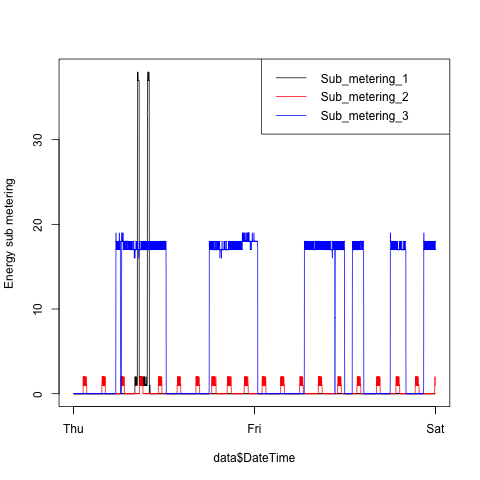 Sub_metering_1
Sub_metering_2
Sub_metering_3
Energy sub metering
30
20
10
0
Thu
Fri
Sat
data$DateTime